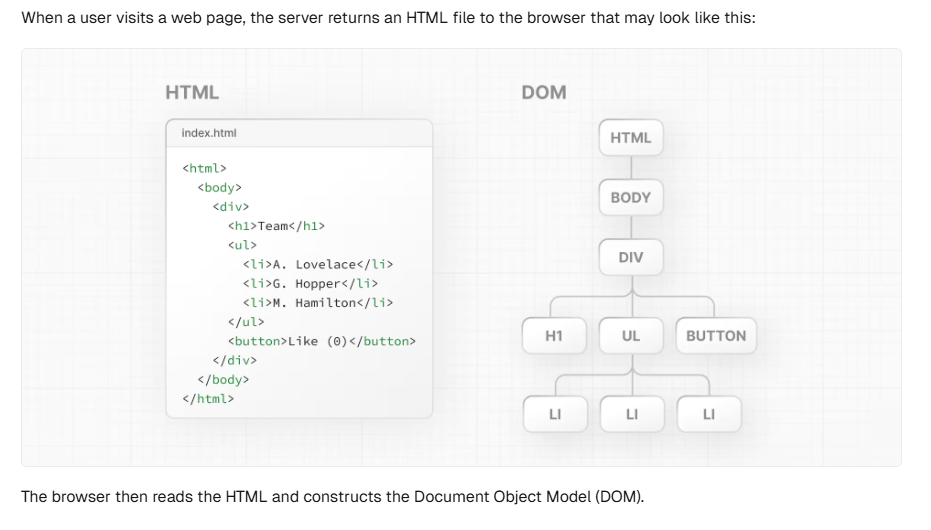 When a user visits a web page, the server returns an HTML file to the browser that may look like this:
HTML
index.html
<html>
<body>
<div>
<h1>Team</h1>
<ul>
<li>A. Lovelace</li>
<li>G. Hopper</li>
<li>M. Hamilton</li>
</ul>
<button>Like (0)</button>
</div>
</body>
</html>
DOM
HTML
BODY
DIV
H1 UL BUTTON
LI LI LI
The browser then reads the HTML and constructs the Document Object Model (DOM).